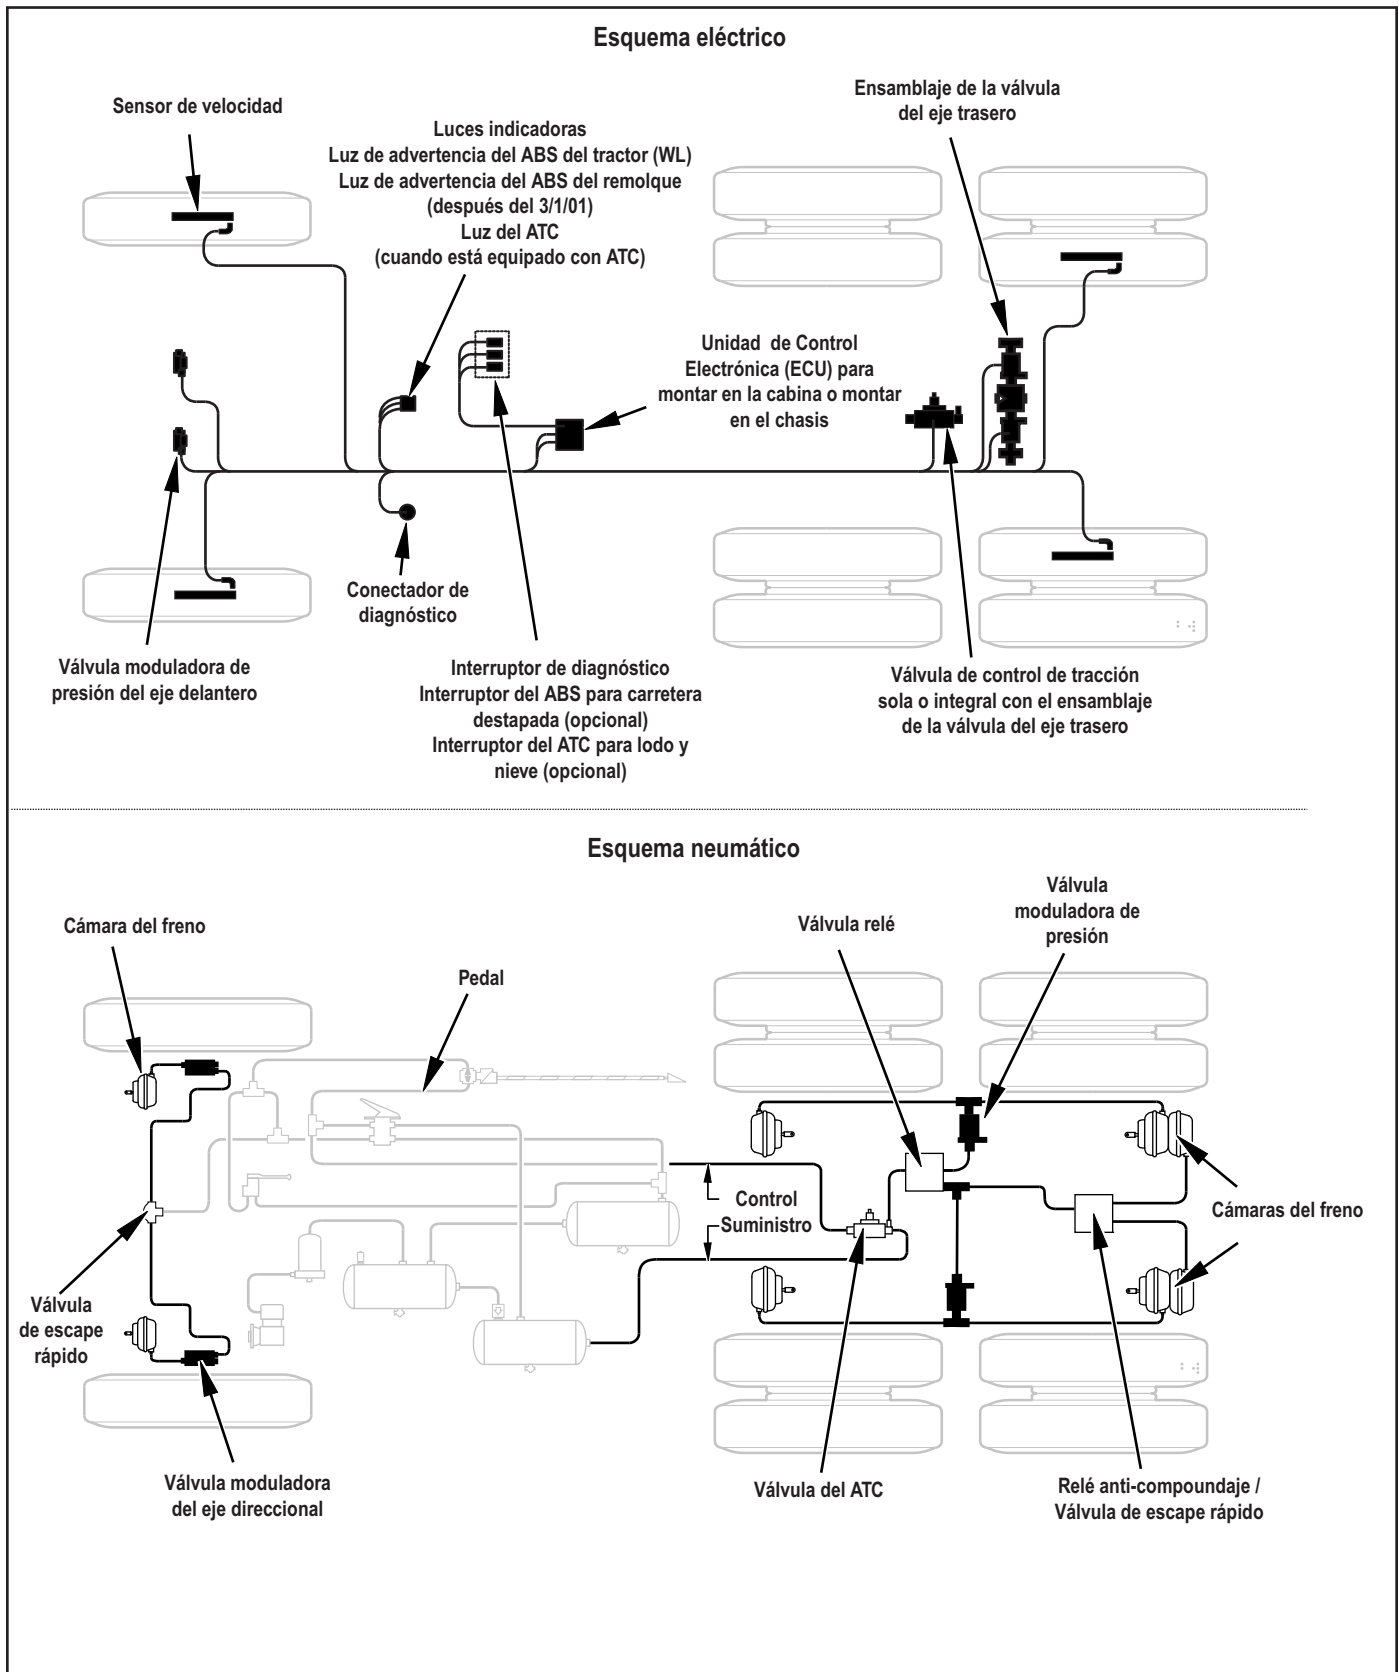 Esquema eléctrico
Sensor de velocidad
Luces indicadoras
Luz de advertencia del ABS del tractor (WL)
Luz de advertencia del ABS del remolque
(después del 3/1/01)
Luz del ATC
(cuando está equipado con ATC)
Ensamblaje de la válvula
del eje trasero
Unidad de Control
Electrónica (ECU) para
montar en la cabina o montar
en el chasis
Conectador de
diagnóstico
Válvula moduladora de
presión del eje delantero
Interruptor de diagnóstico
Interruptor del ABS para carretera
destapada (opcional)
Interruptor del ATC para lodo y
nieve (opcional)
Válvula de control de tracción
sola o integral con el ensamblaje
de la válvula del eje trasero
Esquema neumático
Cámara del freno
Pedal
Válvula relé
Válvula
moduladora de
presión
Control
Suministro
Cámaras del freno
Válvula
de escape
rápido
Válvula moduladora
del eje direccional
Válvula del ATC
Relé anti-compoundaje /
Válvula de escape rápido